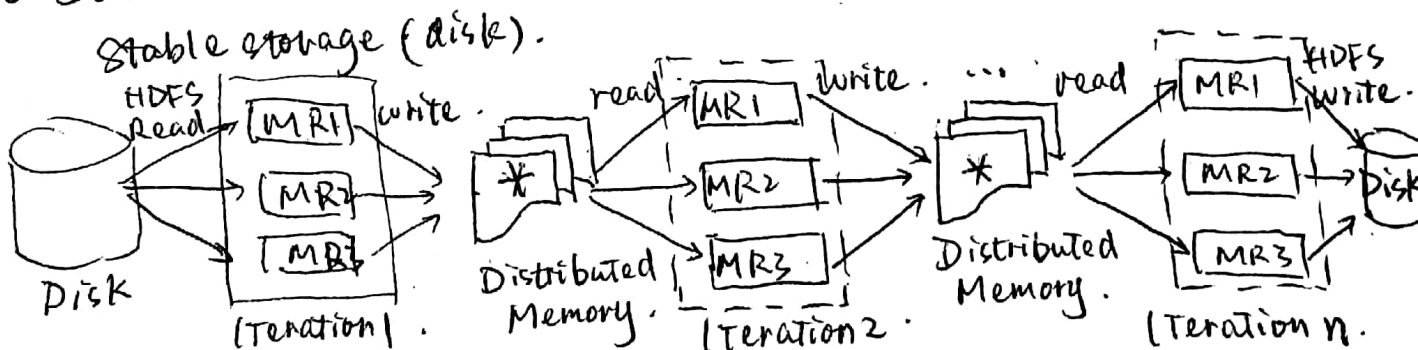 Stable storage (disk).
HDFS
Read
MR1
MR2
MR3
write.
Disk
Iteration 1.
*
Distributed
Memory.
read
MR1
MR2
MR3
write.
Iteration 2.
...
*
Distributed
Memory.
read
MR1
MR2
MR3
HDFS
write.
Disk
Iteration n.